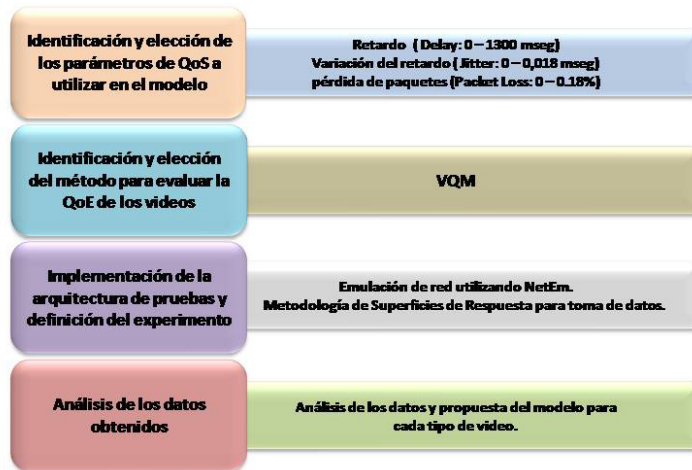 Identificación y elección de
los parámetros de QoS a
utilizar en el modelo
Retardo (Delay: 0 – 1300 mseg)
Variación del retardo (Jitter: 0 – 0,018 mseg)
pérdida de paquetes (Packet Loss: 0 – 0.18%)
Identificación y elección
del método para evaluar la
QoE de los videos
VQM
Implementación de la
arquitectura de pruebas y
definición del experimento
Emulación de red utilizando NetEm.
Metodología de Superficies de Respuesta para toma de datos.
Análisis de los datos
obtenidos
Análisis de los datos y propuesta del modelo para
cada tipo de video.